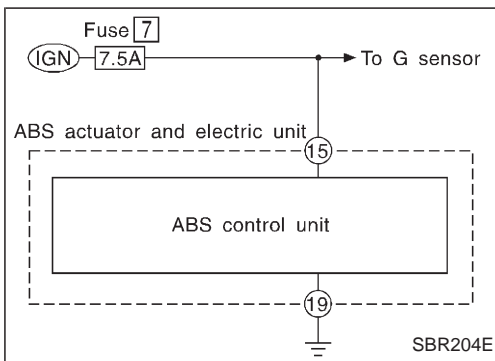 Fuse 7
IGN 7.5A To G sensor
ABS actuator and electric unit
15
ABS control unit
19
SBR204E